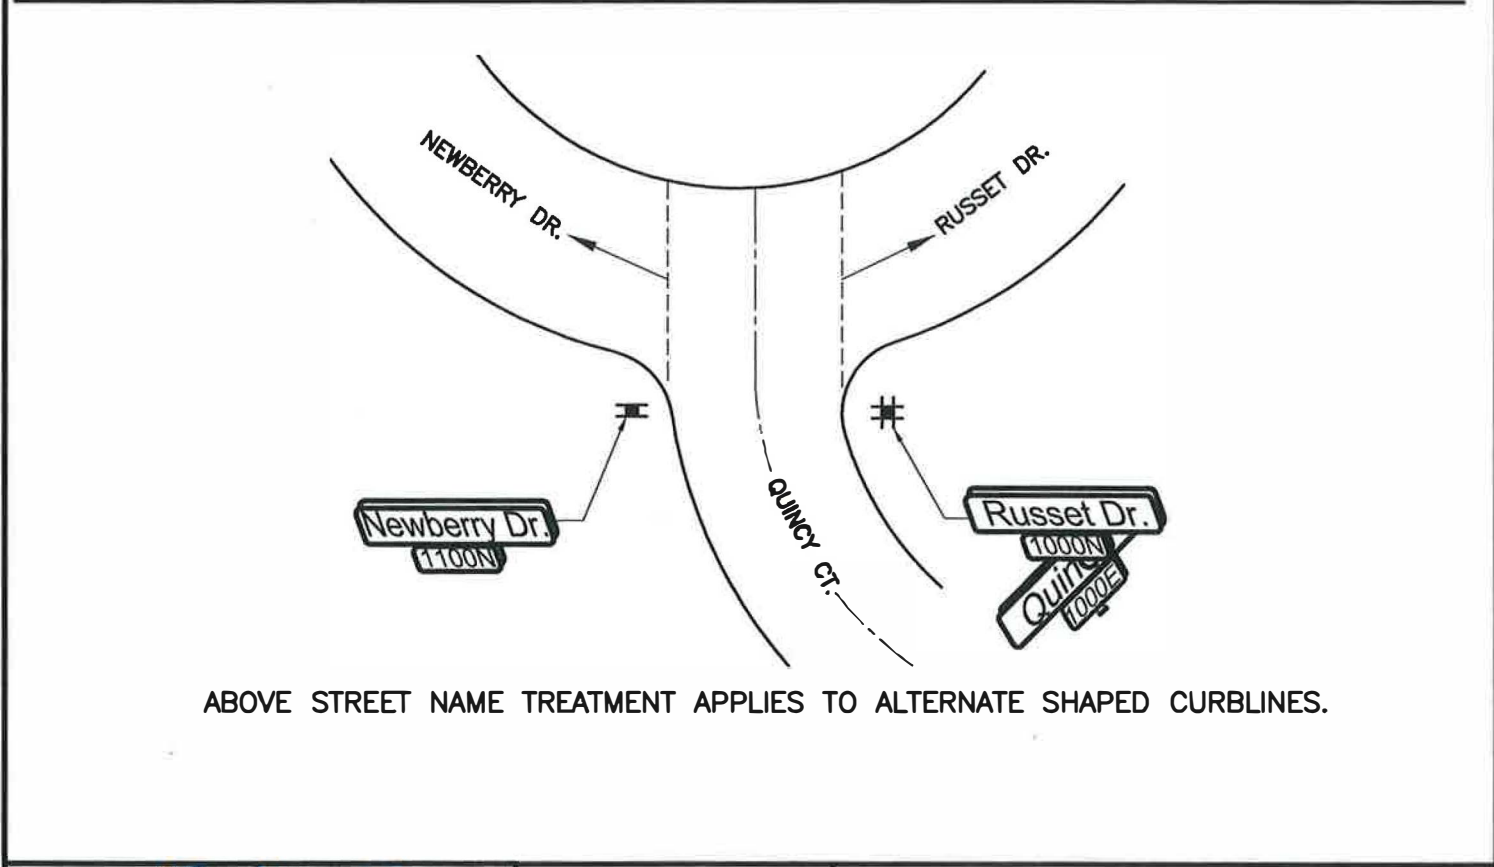 NEWBERRY DR.
RUSSET DR.
QUINCY CT.
Newberry Dr.
1100N
Russet Dr.
1000N
1000E
ABOVE STREET NAME TREATMENT APPLIES TO ALTERNATE SHAPED CURBLINES.